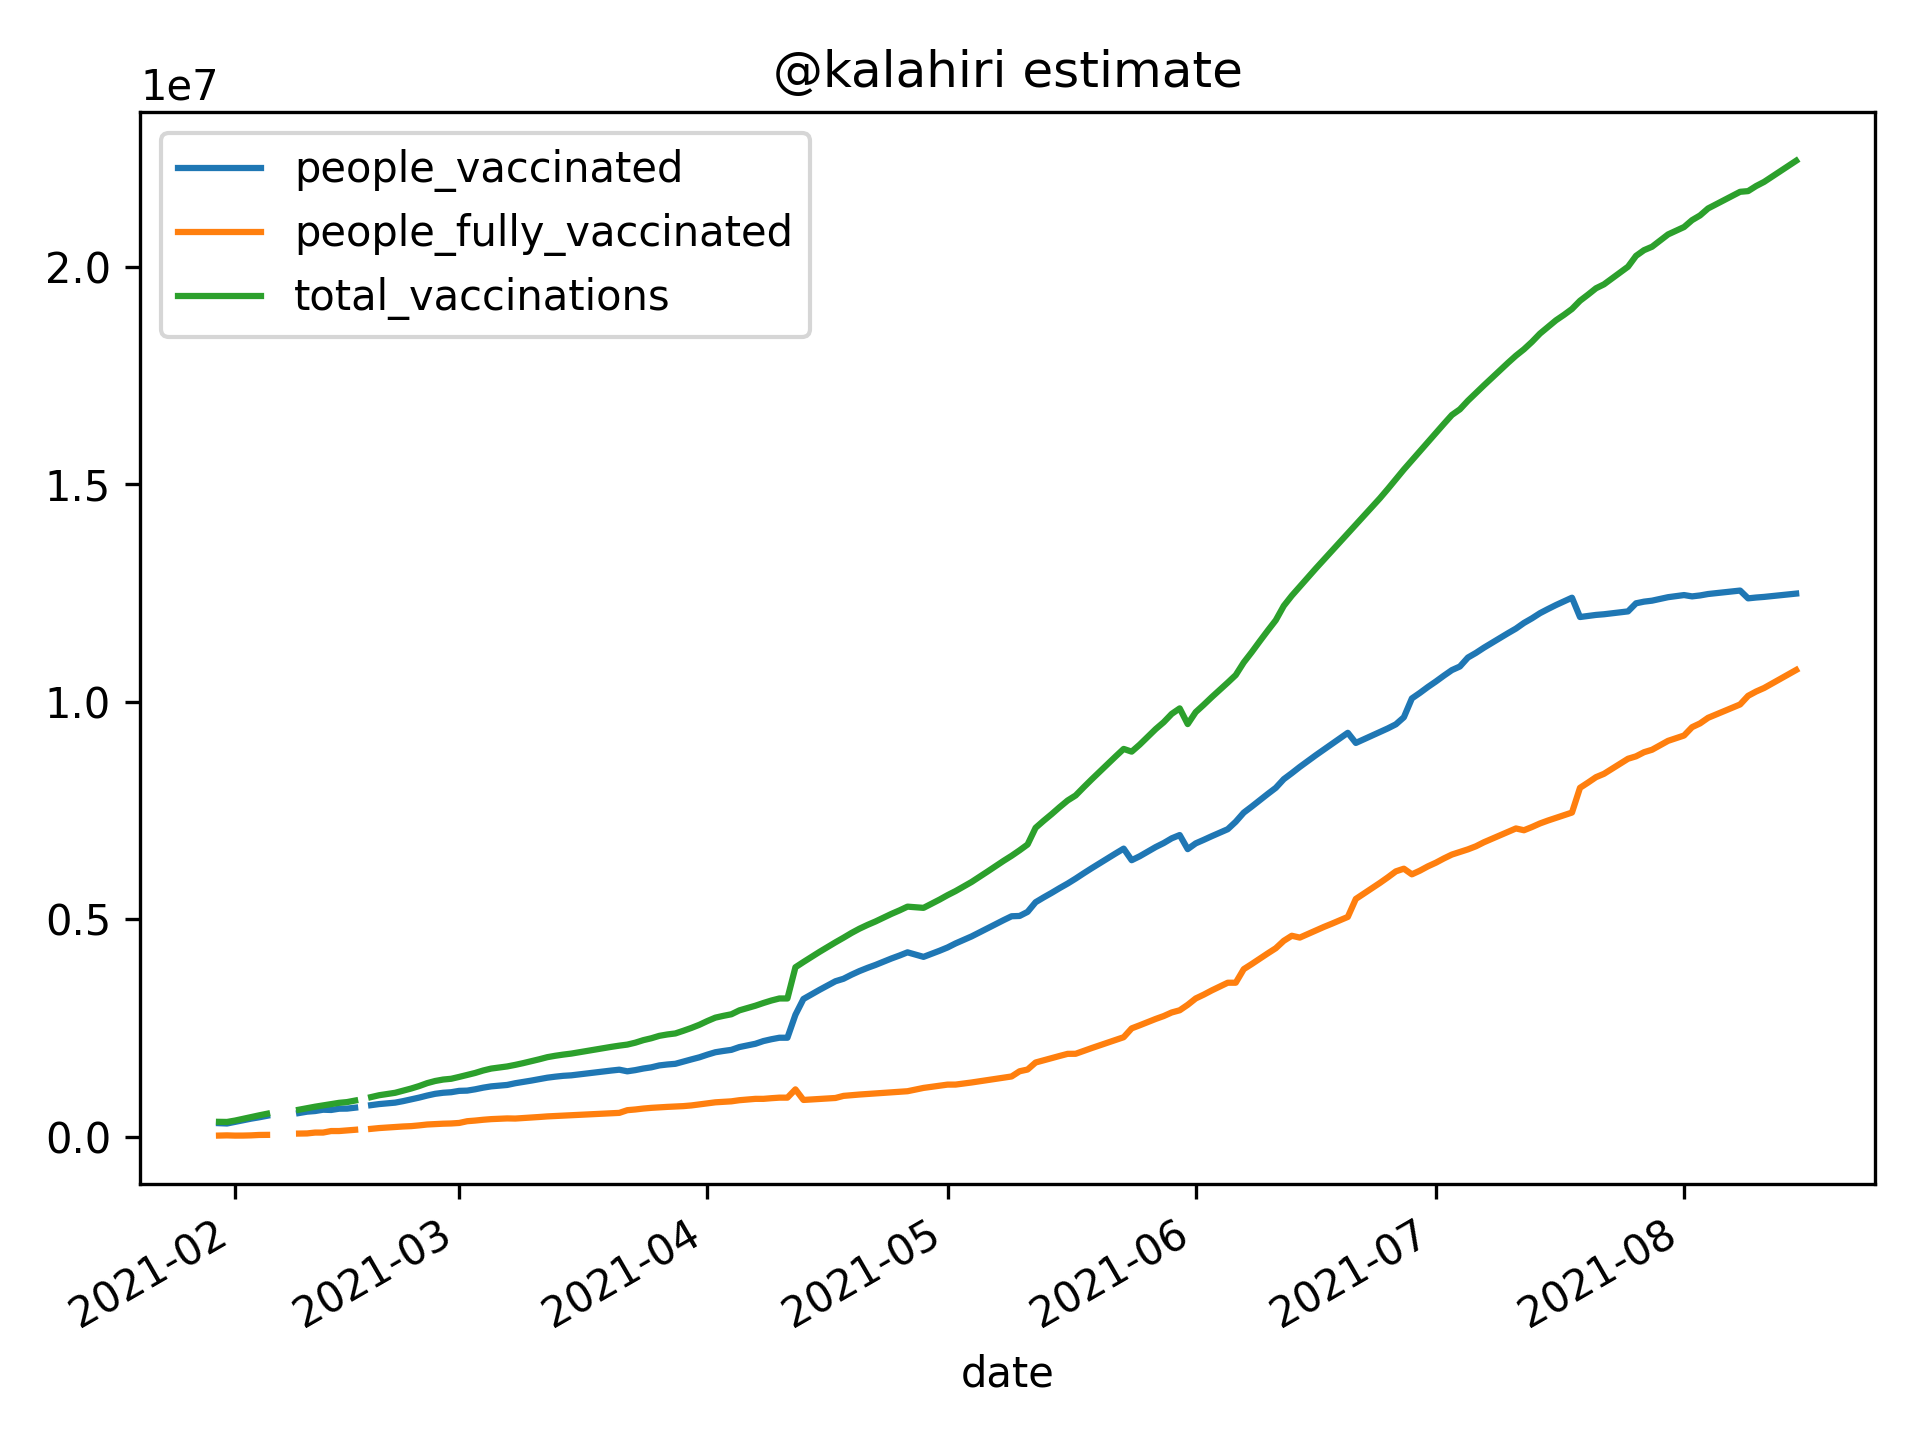 @kalahiri estimate
1e7
people_vaccinated
people_fully_vaccinated
total_vaccinations
2.0
1.5
1.0
0.5
0.0
2021-02
2021-03
2021-04
2021-05
2021-06
2021-07
2021-08
date